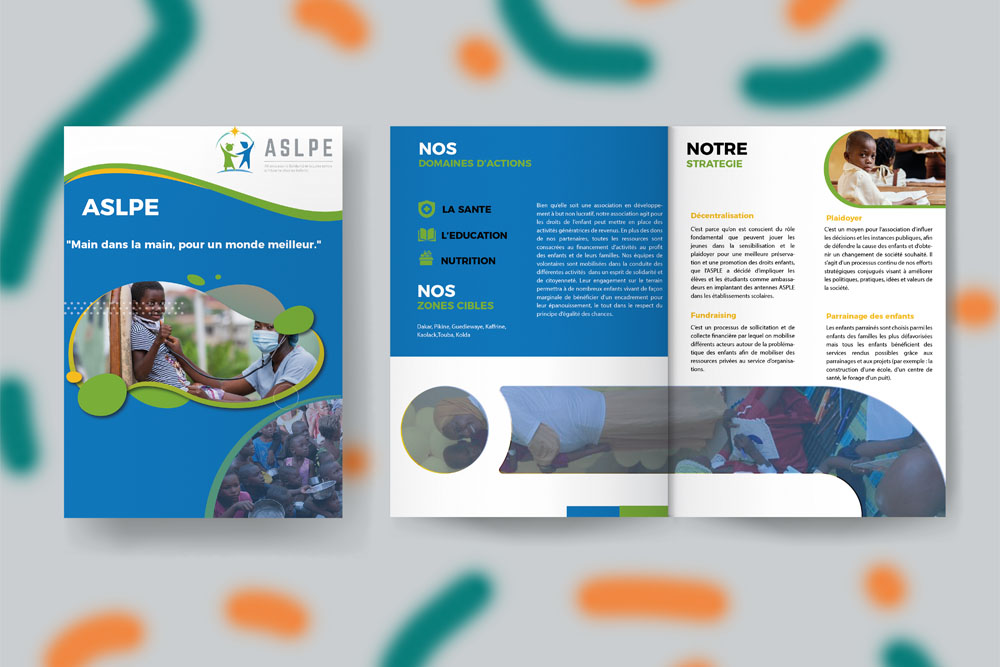 ASLPE
ASLPE
"Main dans la main, pour un monde meilleur."
NOS
DOMAINES D'ACTIONS
LA SANTE
L'EDUCATION
NUTRITION
NOS
ZONES CIBLES
Dakar, Pikine, Guediewaye, Kaffrine,
Kaolack,Touba, Kolda
Bien qu'elle soit une association en développe-
ment à but non lucratif, notre association agit pour
les droits de l'enfant peut mettre en place des
activités génératrices de revenus. En plus des dons
de nos partenaires, toutes les ressources sont
consacrées au financement d'activités au profit
des enfants et de leurs familles. Nos équipes de
volontaires sont mobilisées dans la conduite des
différentes activités dans un esprit de solidarité et
de citoyenneté. Leur engagement sur le terrain
permettra à de nombreux enfants vivant de façon
marginale de bénéficier d'un encadrement pour
leur épanouissement, le tout dans le respect du
principe d'égalité des chances.
NOTRE
STRATEGIE
Décentralisation
C'est parce qu'on est conscient du rôle
fondamental que peuvent jouer les
jeunes dans la sensibilisation et le
plaidoyer pour une meilleure préserva-
tion et une promotion des droits enfants,
que l'ASLPE a décidé d'impliquer les
élèves et les étudiants comme ambassa-
deurs en implantant des antennes ASPLE
dans les établissements scolaires.
Fundraising
C'est un processus de sollicitation et de
collecte financière par lequel on mobilise
différents acteurs autour de la probléma-
tique des enfants afin de mobiliser des
ressources privées au service d'organisa-
tions.
Plaidoyer
C'est un moyen pour l'association d'influer
les décisions et les instances publiques, afin
de défendre la cause des enfants et d'obte-
nir un changement de société souhaité. Il
s'agit d'un processus continu de nos efforts
stratégiques conjugués visant à améliorer
les politiques, pratiques, idées et valeurs de
la société.
Parrainage des enfants
Les enfants parrainés sont choisis parmi les
enfants des familles les plus défavorisées
mais tous les enfants bénéficient des
services rendus possibles grâce aux
parrainages et aux projets (par exemple : la
construction d'une école, d'un centre de
santé, le forage d'un puit).